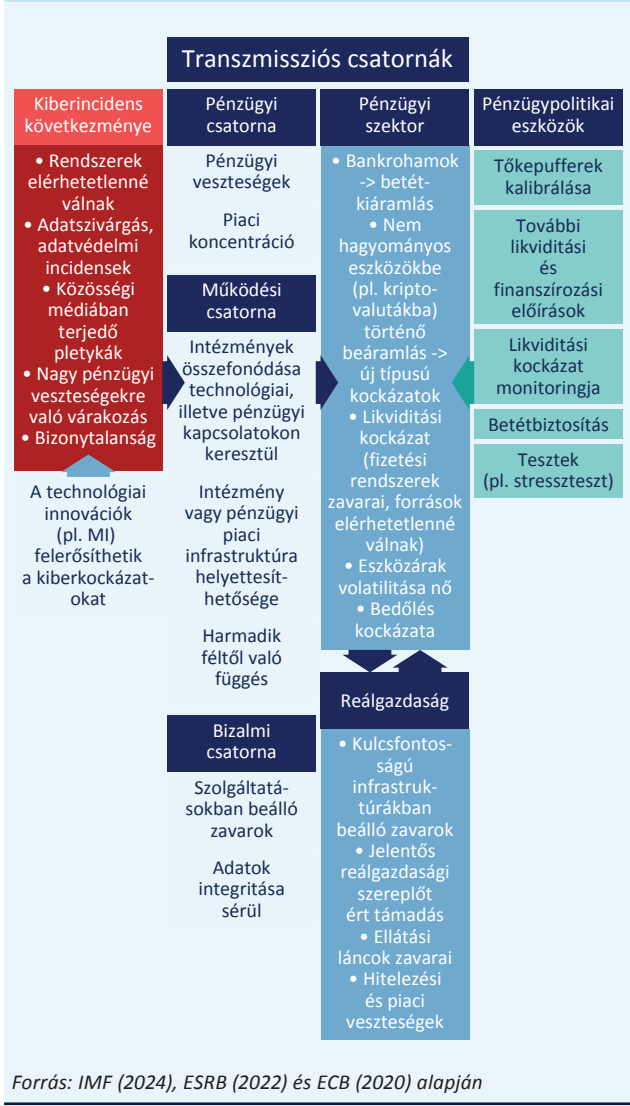 Transzmissziós csatornák
Kiberincidens
következménye
• Rendszerek
elérhetetlenné
válnak
• Adatszivárgás,
adatvédelmi
incidensek
• Közösségi
médiában
terjedő
pletykák
• Nagy pénzügyi
veszteségekre
való várakozás
• Bizonytalanság
A technológiai
innovációk
(pl. MI)
felerősíthetik
a kiberkockázat-
okat
Pénzügyi
csatorna
Pénzügyi
veszteségek
Piaci
koncentráció
Működési
csatorna
Intézmények
összefonódása
technológiai,
illetve pénzügyi
kapcsolatokon
keresztül
Intézmény
vagy pénzügyi
piaci
infrastruktúra
helyettesít-
hetősége
Harmadik
féltől való
függés
Bizalmi
csatorna
Szolgáltatá-
sokban beálló
zavarok
Adatok
integritása
sérül
Pénzügyi
szektor
• Bankrohamok
-> betét-
kiáramlás
• Nem
hagyományos
eszközökbe
(pl. kripto-
valutákba)
történő
beáramlás ->
új típusú
kockázatok
• Likviditási
kockázat
(fizetési
rendszerek
zavarai, források
elérhetetlenné
válnak)
• Eszközárak
volatilitása nő
• Bedőlés
kockázata
Reálgazdaság
• Kulcsfontos-
ságú
infrastruk-
túrákban
beálló zavarok
• Jelentős
reálgazdasági
szereplőt
ért támadás
• Ellátási
láncok zavarai
• Hitelezési
és piaci
veszteségek
Pénzügypolitikai
eszközök
Tőkepufferek
kalibrálása
További
likviditási
és
finanszírozási
előírások
Likviditási
kockázat
monitoringja
Betétbiztosítás
Tesztek
(pl. stresszteszt)
Forrás: IMF (2024), ESRB (2022) és ECB (2020) alapján